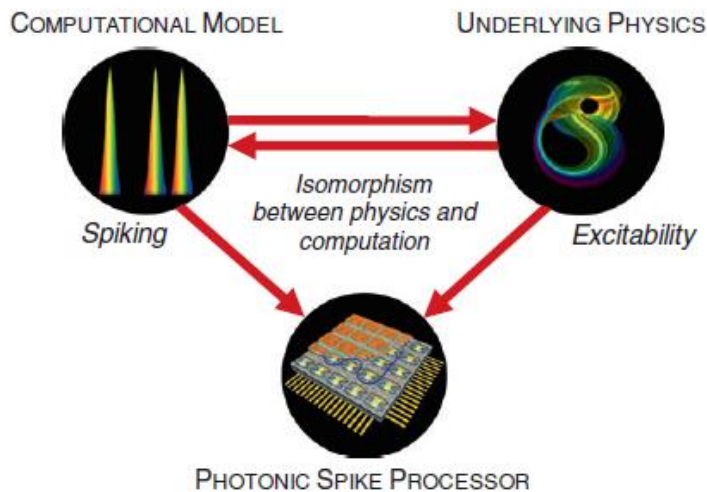 COMPUTATIONAL MODEL
UNDERLYING PHYSICS
Isomorphism
between physics and
computation
Spiking
Excitability
PHOTONIC SPIKE PROCESSOR